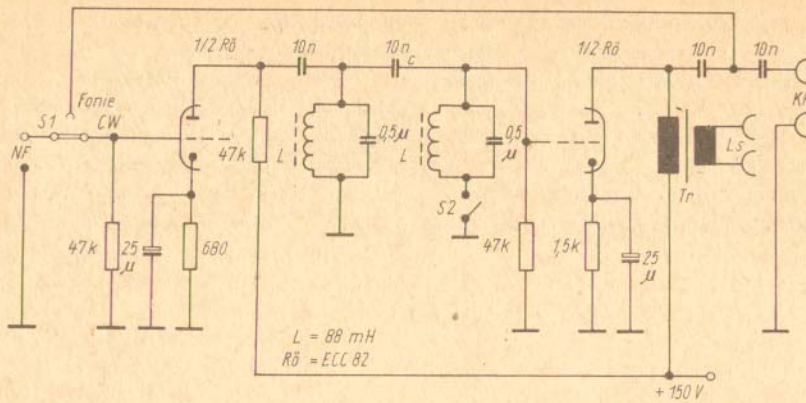 1/2 Rö
10n
10n
c
1/2 Rö
10n
10n
Fonie
S1
CW
NF
47k
L
0,5μ
L
0,5
μ
Tr
Ls
S2
47k
25
μ
680
47k
1,5k
25
μ
L = 88 mH
Rö = ECC 82
+ 150 V